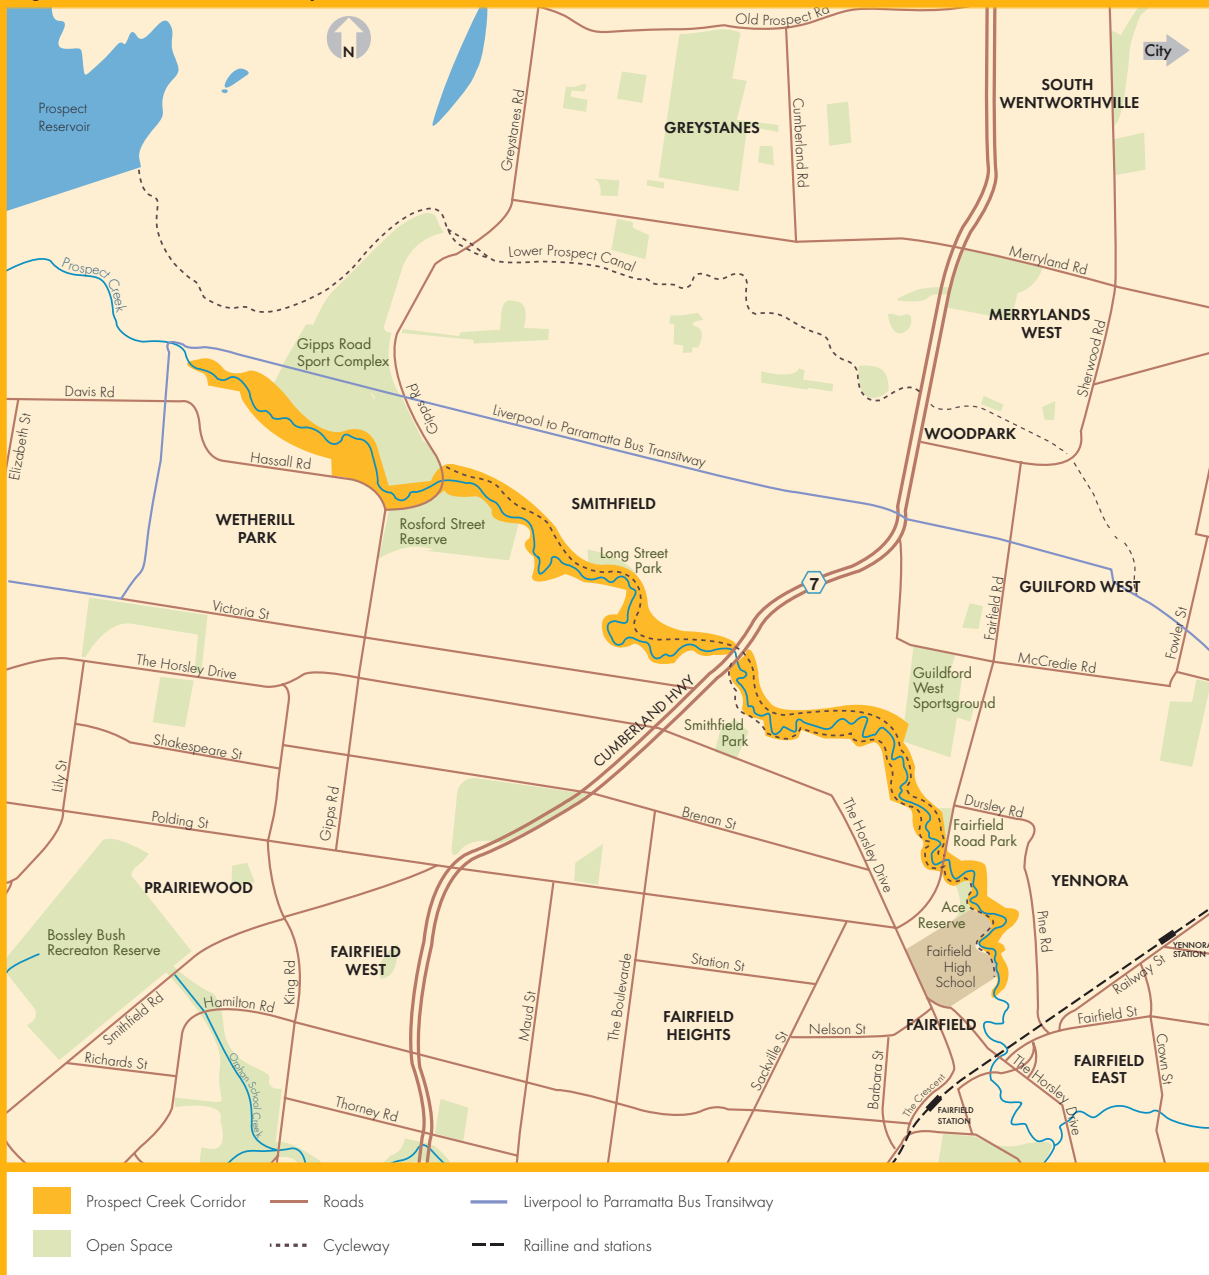 Old Prospect Rd
N
City
Prospect
Reservoir
SOUTH
WENTWORTHVILLE
Greystanes Rd
GREYSTANES
Cumberland Rd
Lower Prospect Canal
Merryland Rd
Prospect Creek
MERRYLANDS
WEST
Sherwood Rd
Gipps Road
Sport Complex
Davis Rd
Gipps Rd
Elizabeth St
Liverpool to Parramatta Bus Transitway
WOODPARK
Hassall Rd
SMITHFIELD
WETHERILL
PARK
Rosford Street
Reserve
Long Street
Park
7
GUILFORD WEST
Victoria St
Fairfield Rd
Fowler St
The Horsley Drive
McCredie Rd
Guildford
West
Sportsground
CUMBERLAND HWY
Smithfield
Park
Shakespeare St
Lily St
Gipps Rd
Polding St
Brenan St
The Horsley Drive
Dursley Rd
Fairfield
Road Park
PRAIRIEWOOD
YENNORA
Ace
Reserve
Pine Rd
Bossley Bush
Recreaton Reserve
FAIRFIELD
WEST
Fairfield
High
School
YENNORA
STATION
Station St
King Rd
Railway St
Smithfield Rd
Hamilton Rd
Maud St
The Boulevarde
FAIRFIELD
HEIGHTS
Nelson St
FAIRFIELD
Fairfield St
Sackville St
Richards St
Orphan School Creek
Barbara St
The Crescent
FAIRFIELD
EAST
Crown St
The Horsley Drive
Thorney Rd
FAIRFIELD
STATION
Prospect Creek Corridor
Roads
Liverpool to Parramatta Bus Transitway
Open Space
Cycleway
Railline and stations